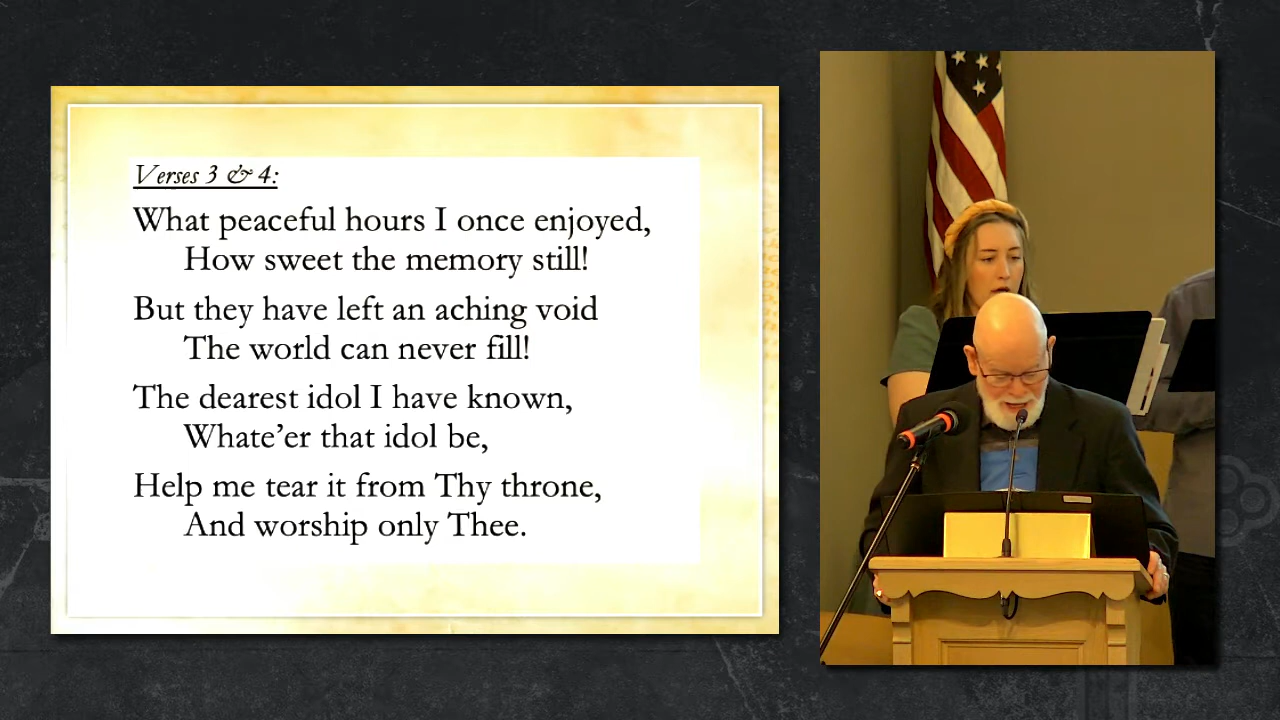 Verses 3 & 4:
What peaceful hours I once enjoyed,
How sweet the memory still!
But they have left an aching void
The world can never fill!
The dearest idol I have known,
Whate’er that idol be,
Help me tear it from Thy throne,
And worship only Thee.